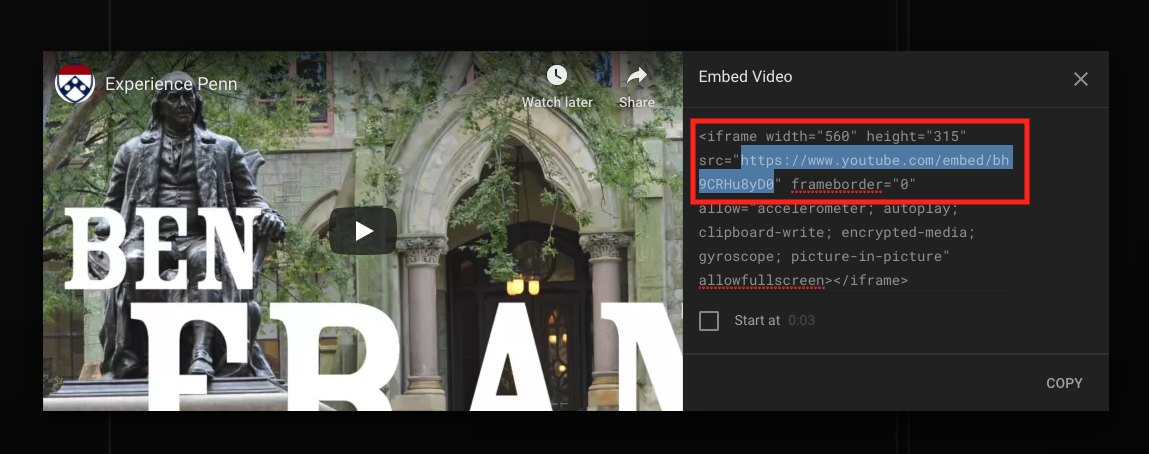 Experience Penn
Watch later
Share
BEN
FRAN
Embed Video
<iframe width="560" height="315"
src="https://www.youtube.com/embed/bh
9CRHu8yD0" frameborder="0"
allow="accelerometer; autoplay;
clipboard-write; encrypted-media;
gyroscope; picture-in-picture"
allowfullscreen></iframe>
Start at 0:03
COPY